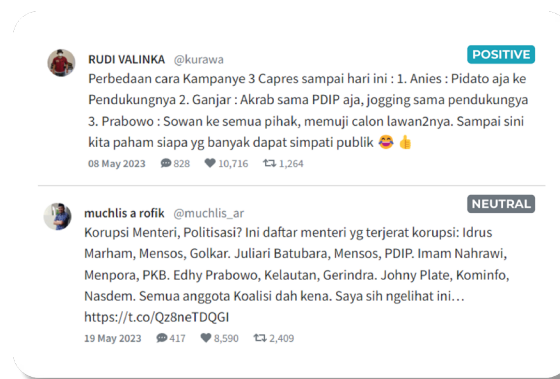 POSITIVE
RUDI VALINKA @kurawa
Perbedaan cara Kampanye 3 Capres sampai hari ini : 1. Anies : Pidato aja ke
Pendukungnya 2. Ganjar : Akrab sama PDIP aja, jogging sama pendukungya
3. Prabowo : Sowan ke semua pihak, memuji calon lawan2nya. Sampai sini
kita paham siapa yg banyak dapat simpati publik 😂 👍
08 May 2023 828 10,716 1,264
NEUTRAL
muchlis a rofik @muchlis_ar
Korupsi Menteri, Politisasi? Ini daftar menteri yg terjerat korupsi: Idrus
Marham, Mensos, Golkar. Juliari Batubara, Mensos, PDIP. Imam Nahrawi,
Menpora, PKB. Edhy Prabowo, Kelautan, Gerindra. Johny Plate, Kominfo,
Nasdem. Semua anggota Koalisi dah kena. Saya sih ngelihat ini…
https://t.co/Qz8neTDQGI
19 May 2023 417 8,590 2,409